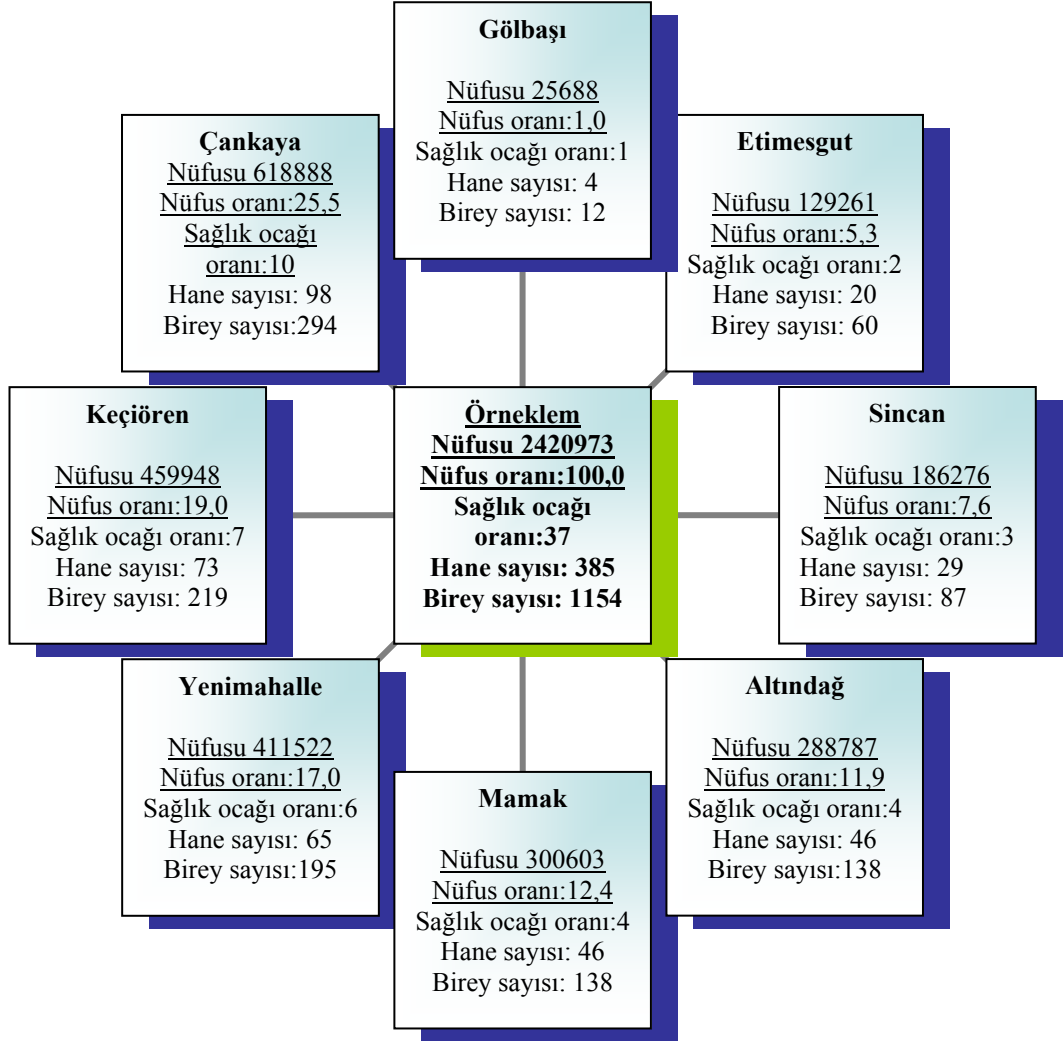 Gölbaşı
Nüfusu 25688
Nüfus oranı:1,0
Sağlık ocağı oranı:1
Hane sayısı: 4
Birey sayısı: 12
Çankaya
Nüfusu 618888
Nüfus oranı:25,5
Sağlık ocağı
oranı:10
Hane sayısı: 98
Birey sayısı:294
Etimesgut
Nüfusu 129261
Nüfus oranı:5,3
Sağlık ocağı oranı:2
Hane sayısı: 20
Birey sayısı: 60
Keçiören
Nüfusu 459948
Nüfus oranı:19,0
Sağlık ocağı oranı:7
Hane sayısı: 73
Birey sayısı: 219
Örneklem
Nüfusu 2420973
Nüfus oranı:100,0
Sağlık ocağı
oranı:37
Hane sayısı: 385
Birey sayısı: 1154
Sincan
Nüfusu 186276
Nüfus oranı:7,6
Sağlık ocağı oranı:3
Hane sayısı: 29
Birey sayısı: 87
Yenimahalle
Nüfusu 411522
Nüfus oranı:17,0
Sağlık ocağı oranı:6
Hane sayısı: 65
Birey sayısı:195
Mamak
Nüfusu 300603
Nüfus oranı:12,4
Sağlık ocağı oranı:4
Hane sayısı: 46
Birey sayısı: 138
Altındağ
Nüfusu 288787
Nüfus oranı:11,9
Sağlık ocağı oranı:4
Hane sayısı: 46
Birey sayısı:138